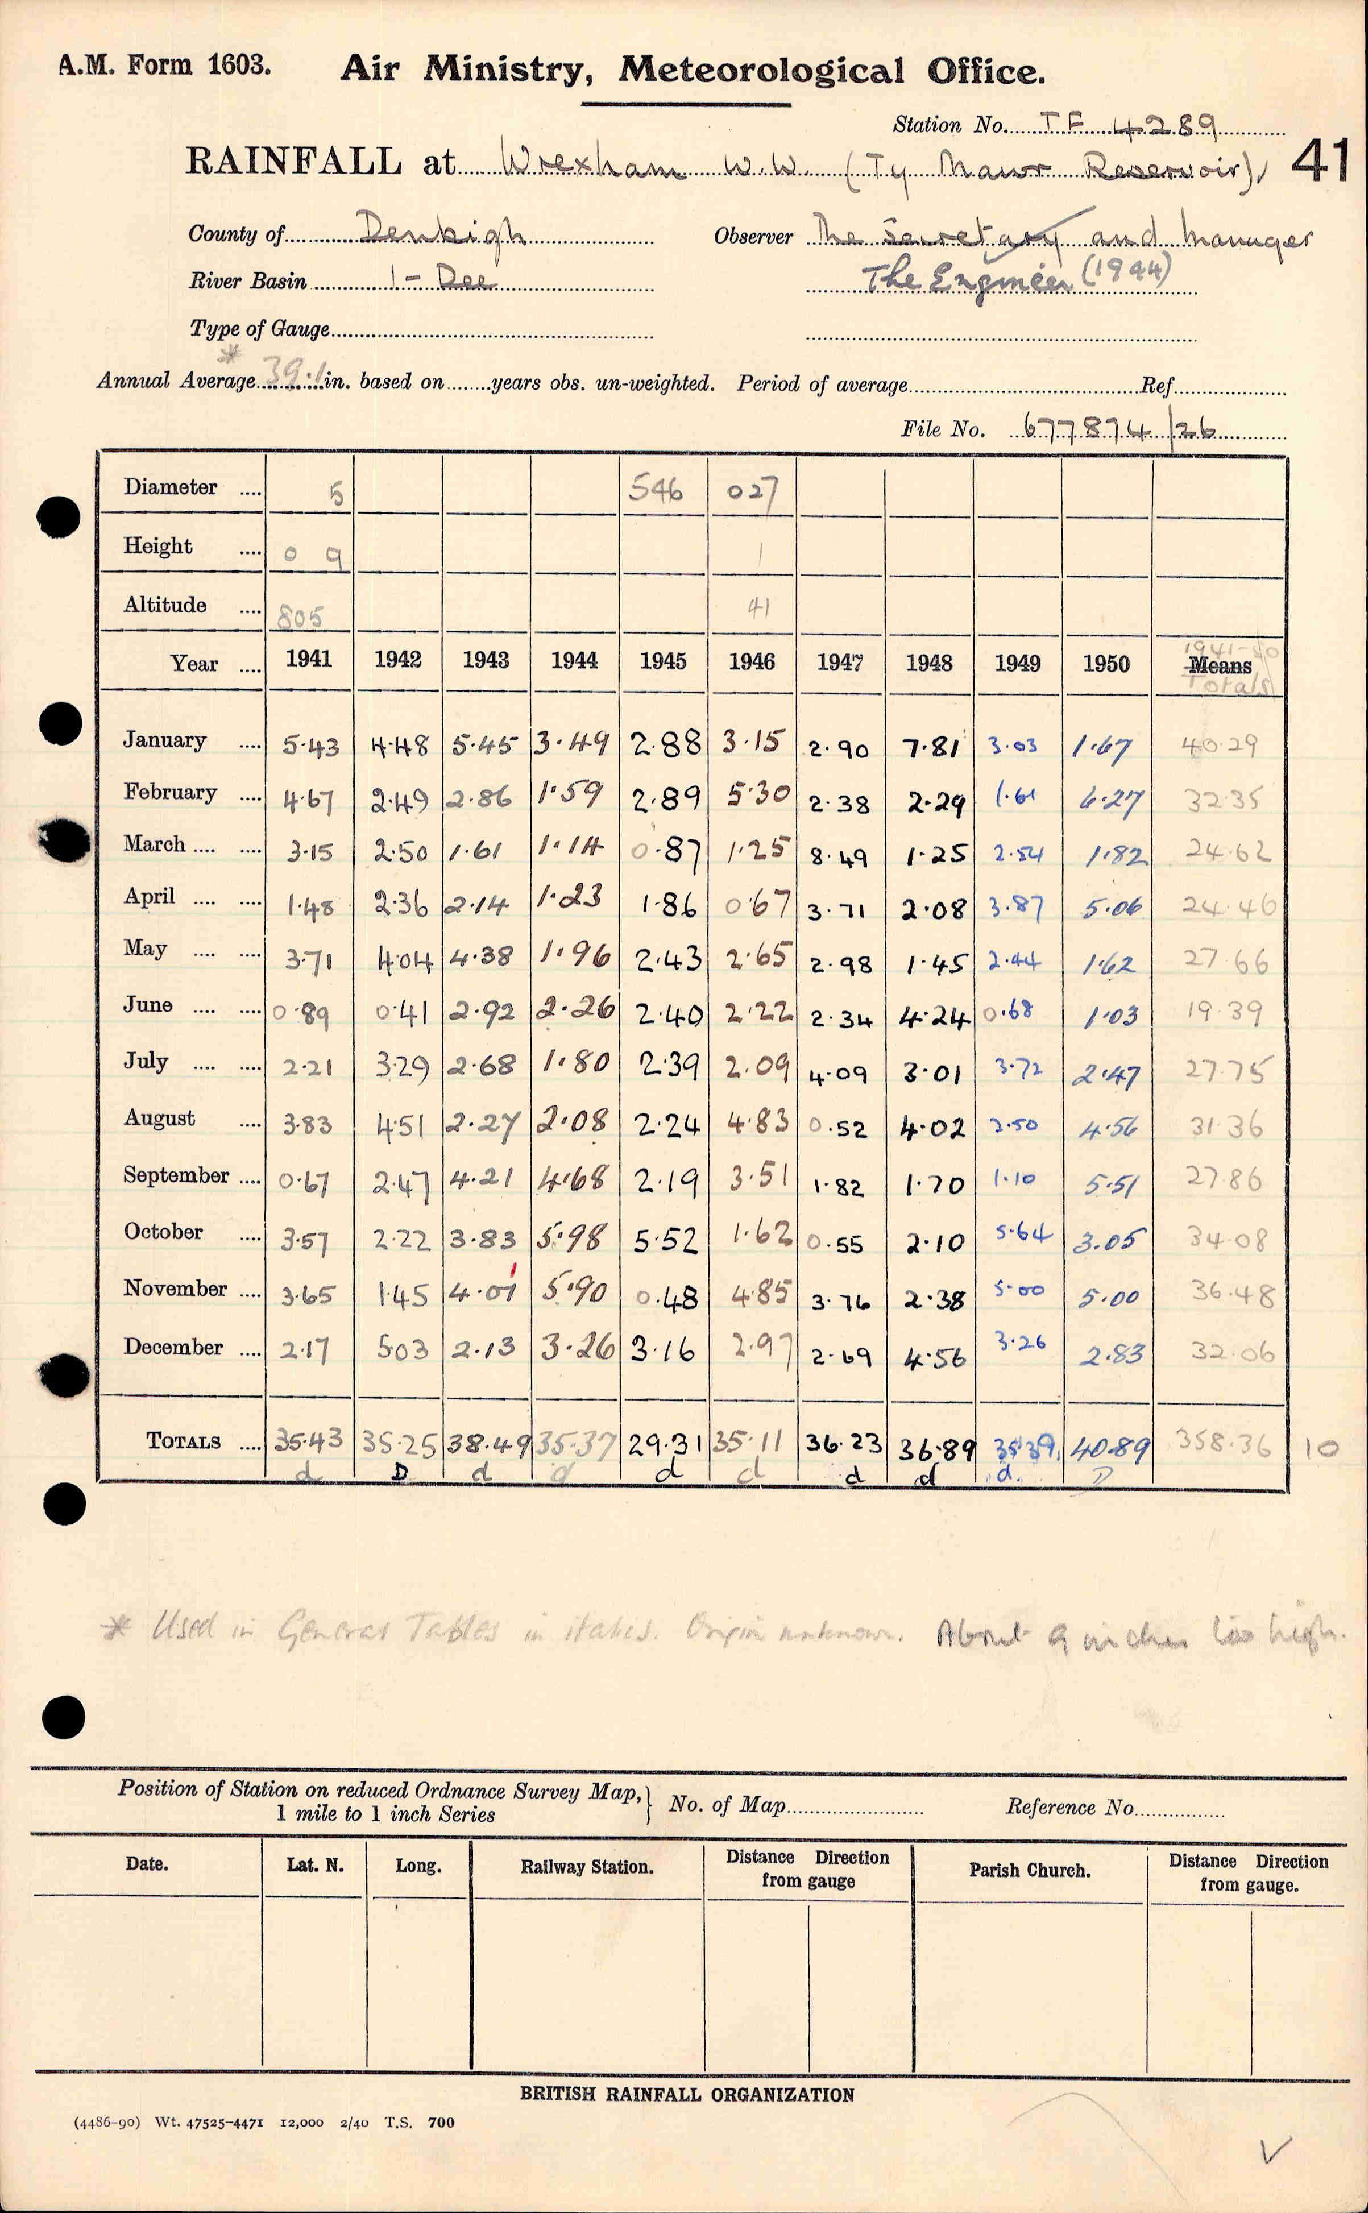 A.M. Form 1603. Air Ministry, Meteorological Office.
Station No. TF 4289
RAINFALL at Wrexham W.W. (Ty Mawr Reservoir) 41
County of Denbigh Observer The Secretary and Manager
River Basin 1 - Dee The Engineer (1944)
Type of Gauge
*
Annual Average 39.1 in. based on years obs. un-weighted. Period of average Ref.
File No. 677874/26
Diameter 5 546 027
Height 0 9 1
Altitude 805 41
Year 1941 1942 1943 1944 1945 1946 1947 1948 1949 1950 1941-50 Means Totals
January 5.43 4.48 5.45 3.49 2.88 3.15 2.90 7.81 3.03 1.67 40.29
February 4.67 2.49 2.86 1.59 2.89 5.30 2.38 2.29 1.61 6.27 32.35
March 3.15 2.50 1.61 1.14 0.87 1.25 8.49 1.25 2.54 1.82 24.62
April 1.48 2.36 2.14 1.23 1.86 0.67 3.71 2.08 3.87 5.06 24.46
May 3.71 4.04 4.38 1.96 2.43 2.65 2.98 1.45 2.44 1.62 27.66
June 0.89 0.41 2.92 2.26 2.40 2.22 2.34 4.24 0.68 1.03 19.39
July 2.21 3.29 2.68 1.80 2.39 2.09 4.09 3.01 3.72 2.47 27.75
August 3.83 4.51 2.27 2.08 2.24 4.83 0.52 4.02 2.50 4.56 31.36
September 0.67 2.47 4.21 4.68 2.19 3.51 1.82 1.70 1.10 5.51 27.86
October 3.57 2.22 3.83 5.98 5.52 1.62 0.55 2.10 5.64 3.05 34.08
November 3.65 1.45 4.01 5.90 0.48 4.85 3.76 2.38 5.00 5.00 36.48
December 2.17 5.03 2.13 3.26 3.16 2.97 2.69 4.56 3.26 2.83 32.06
TOTALS 35.43 35.25 38.49 35.37 29.31 35.11 36.23 36.89 35.39 40.89 358.36 10
d D d d d d d d d D
* Used in General Tables in italics. Origin unknown. About 9 inches too high.
Position of Station on reduced Ordnance Survey Map, No. of Map Reference No.
1 mile to 1 inch Series
Date. Lat. N. Long. Railway Station. Distance Direction from gauge Parish Church. Distance Direction from gauge.
BRITISH RAINFALL ORGANIZATION
(4486-90) Wt. 47525-4471 12,000 2/40 T.S. 700